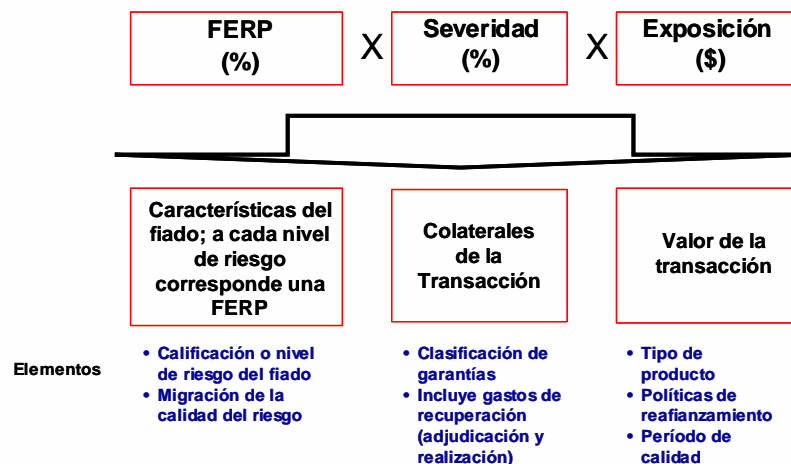 FERP
(%)
X
Severidad
(%)
X
Exposición
($)
Características del
fiado; a cada nivel
de riesgo
corresponde una
FERP
Colaterales
de la
Transacción
Valor de la
transacción
Elementos
• Calificación o nivel
de riesgo del fiado
• Migración de la
calidad del riesgo
• Clasificación de
garantías
• Incluye gastos de
recuperación
(adjudicación y
realización)
• Tipo de
producto
• Políticas de
reafianzamiento
• Período de
calidad